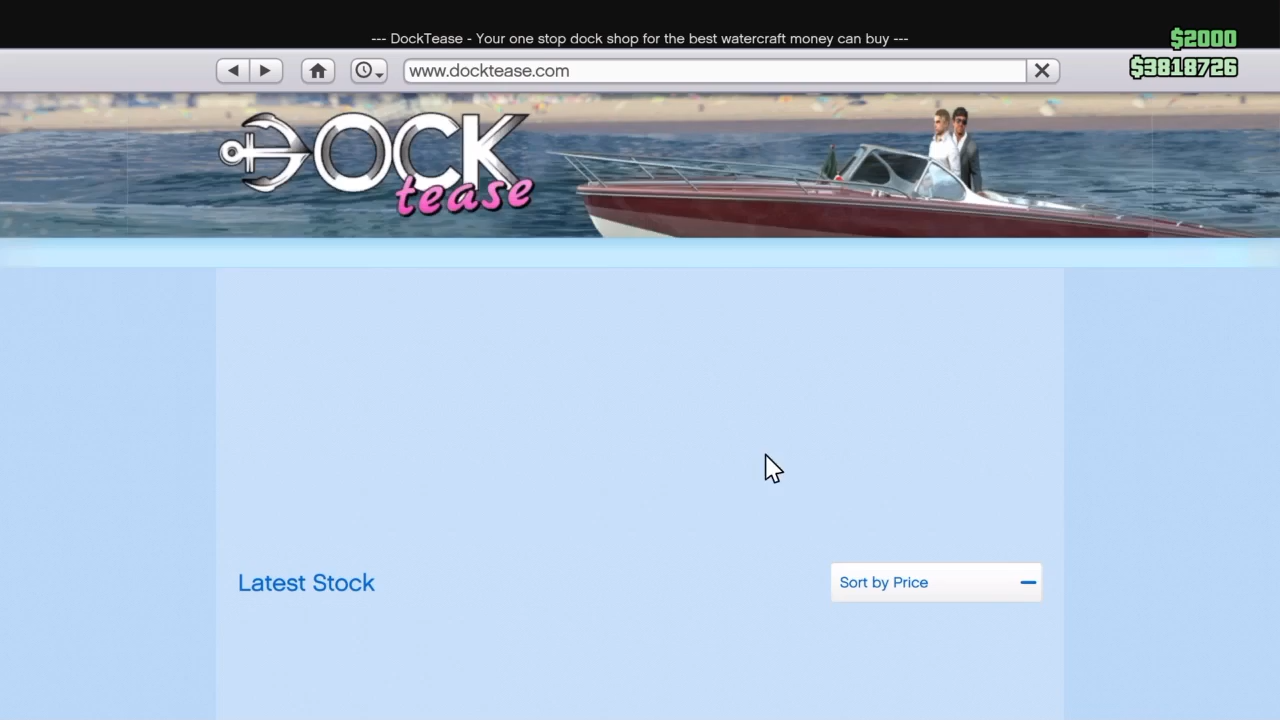 --- DockTease - Your one stop dock shop for the best watercraft money can buy ---
$2000
$3818726
www.docktease.com
DOCK
tease
Latest Stock
Sort by Price